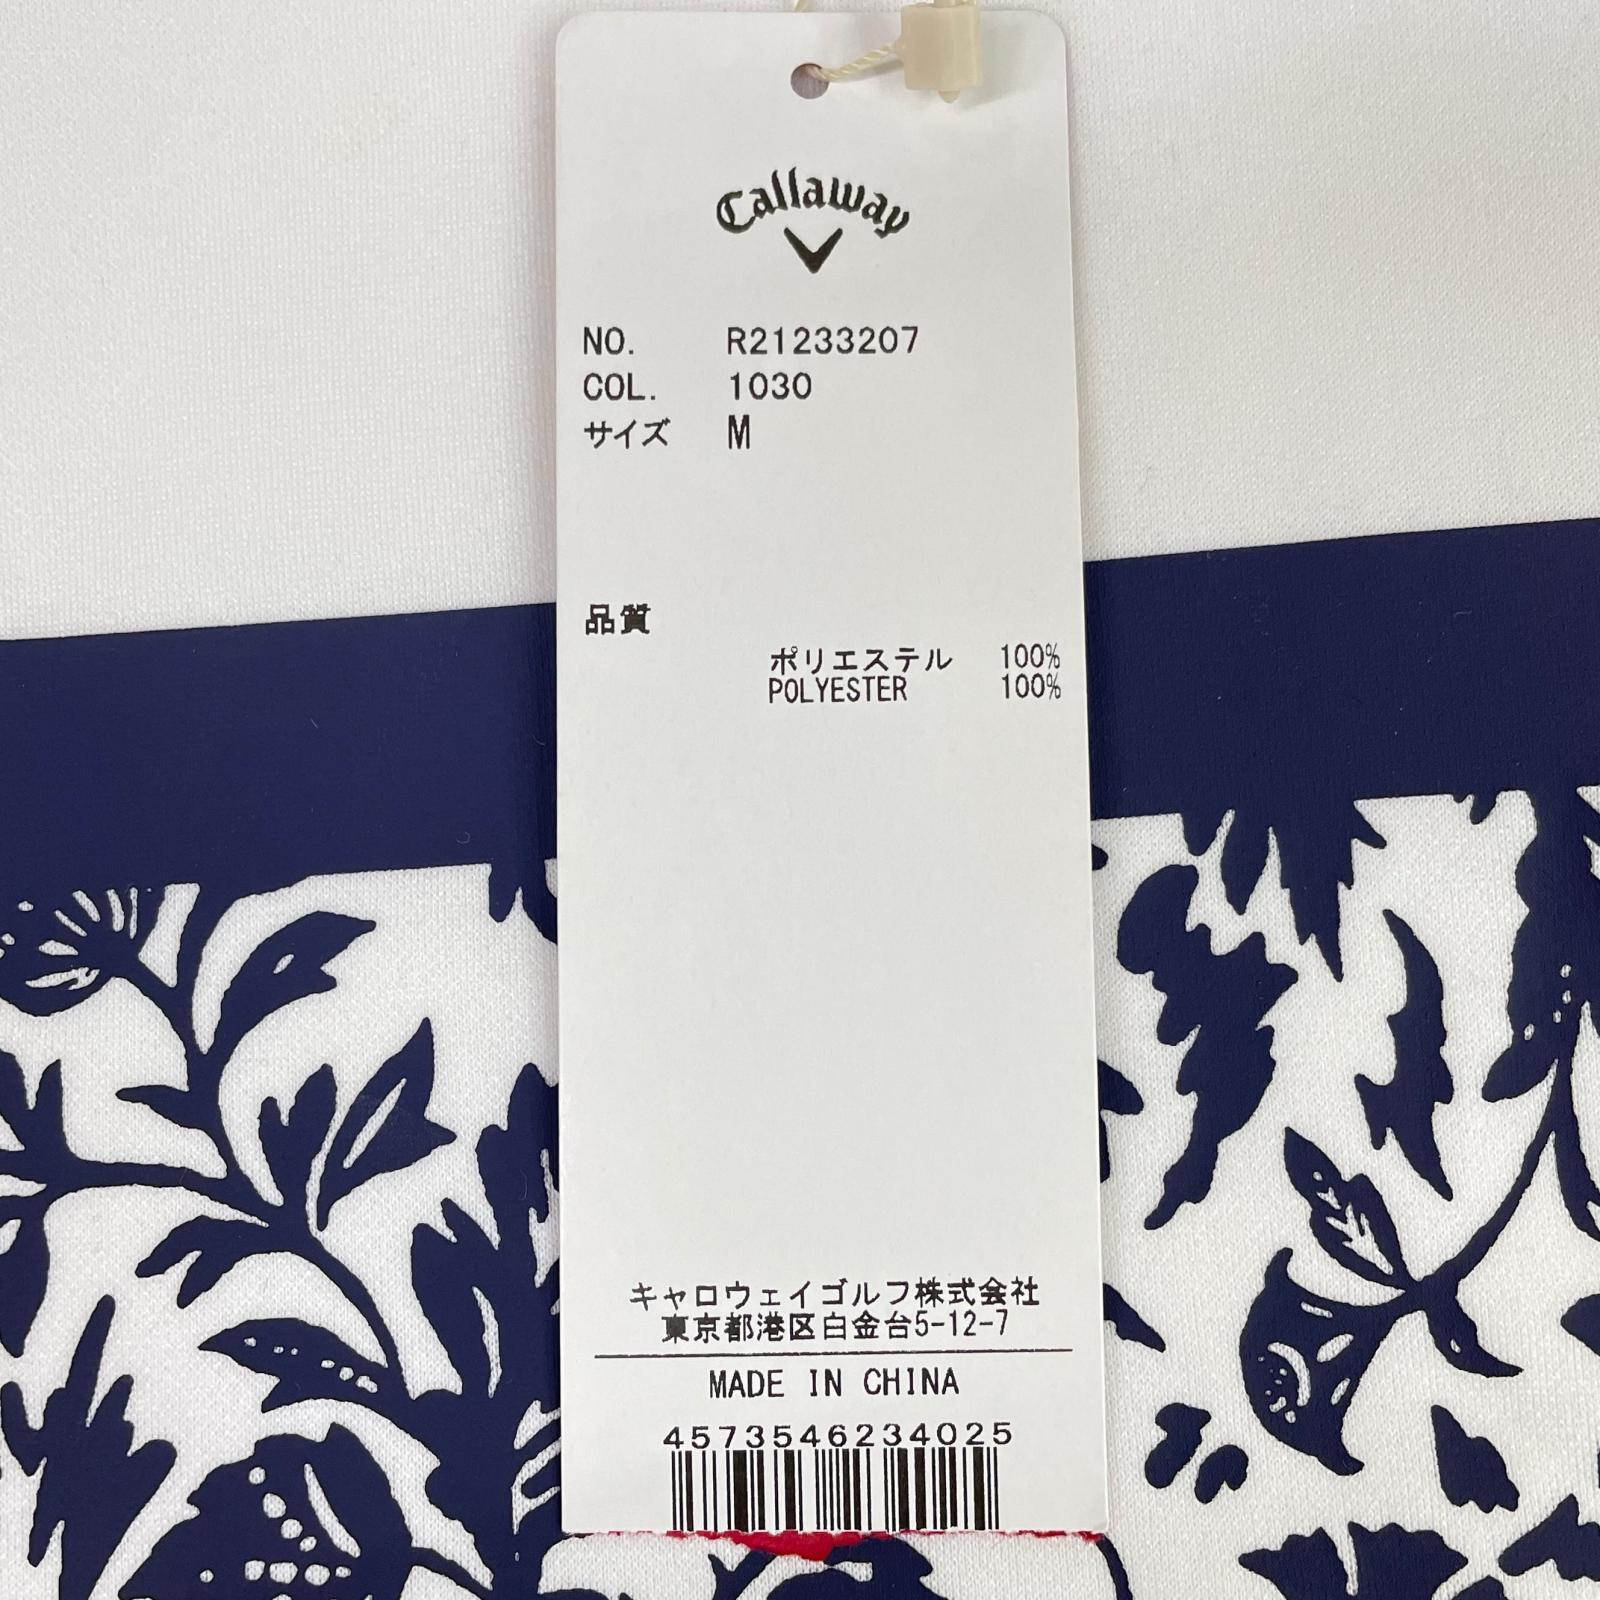 Callaway
NO. R21233207
COL. 1030
サイズ M
品質
ポリエステル 100%
POLYESTER 100%
キャロウェイゴルフ株式会社
東京都港区白金台5-12-7
MADE IN CHINA
4573546234025